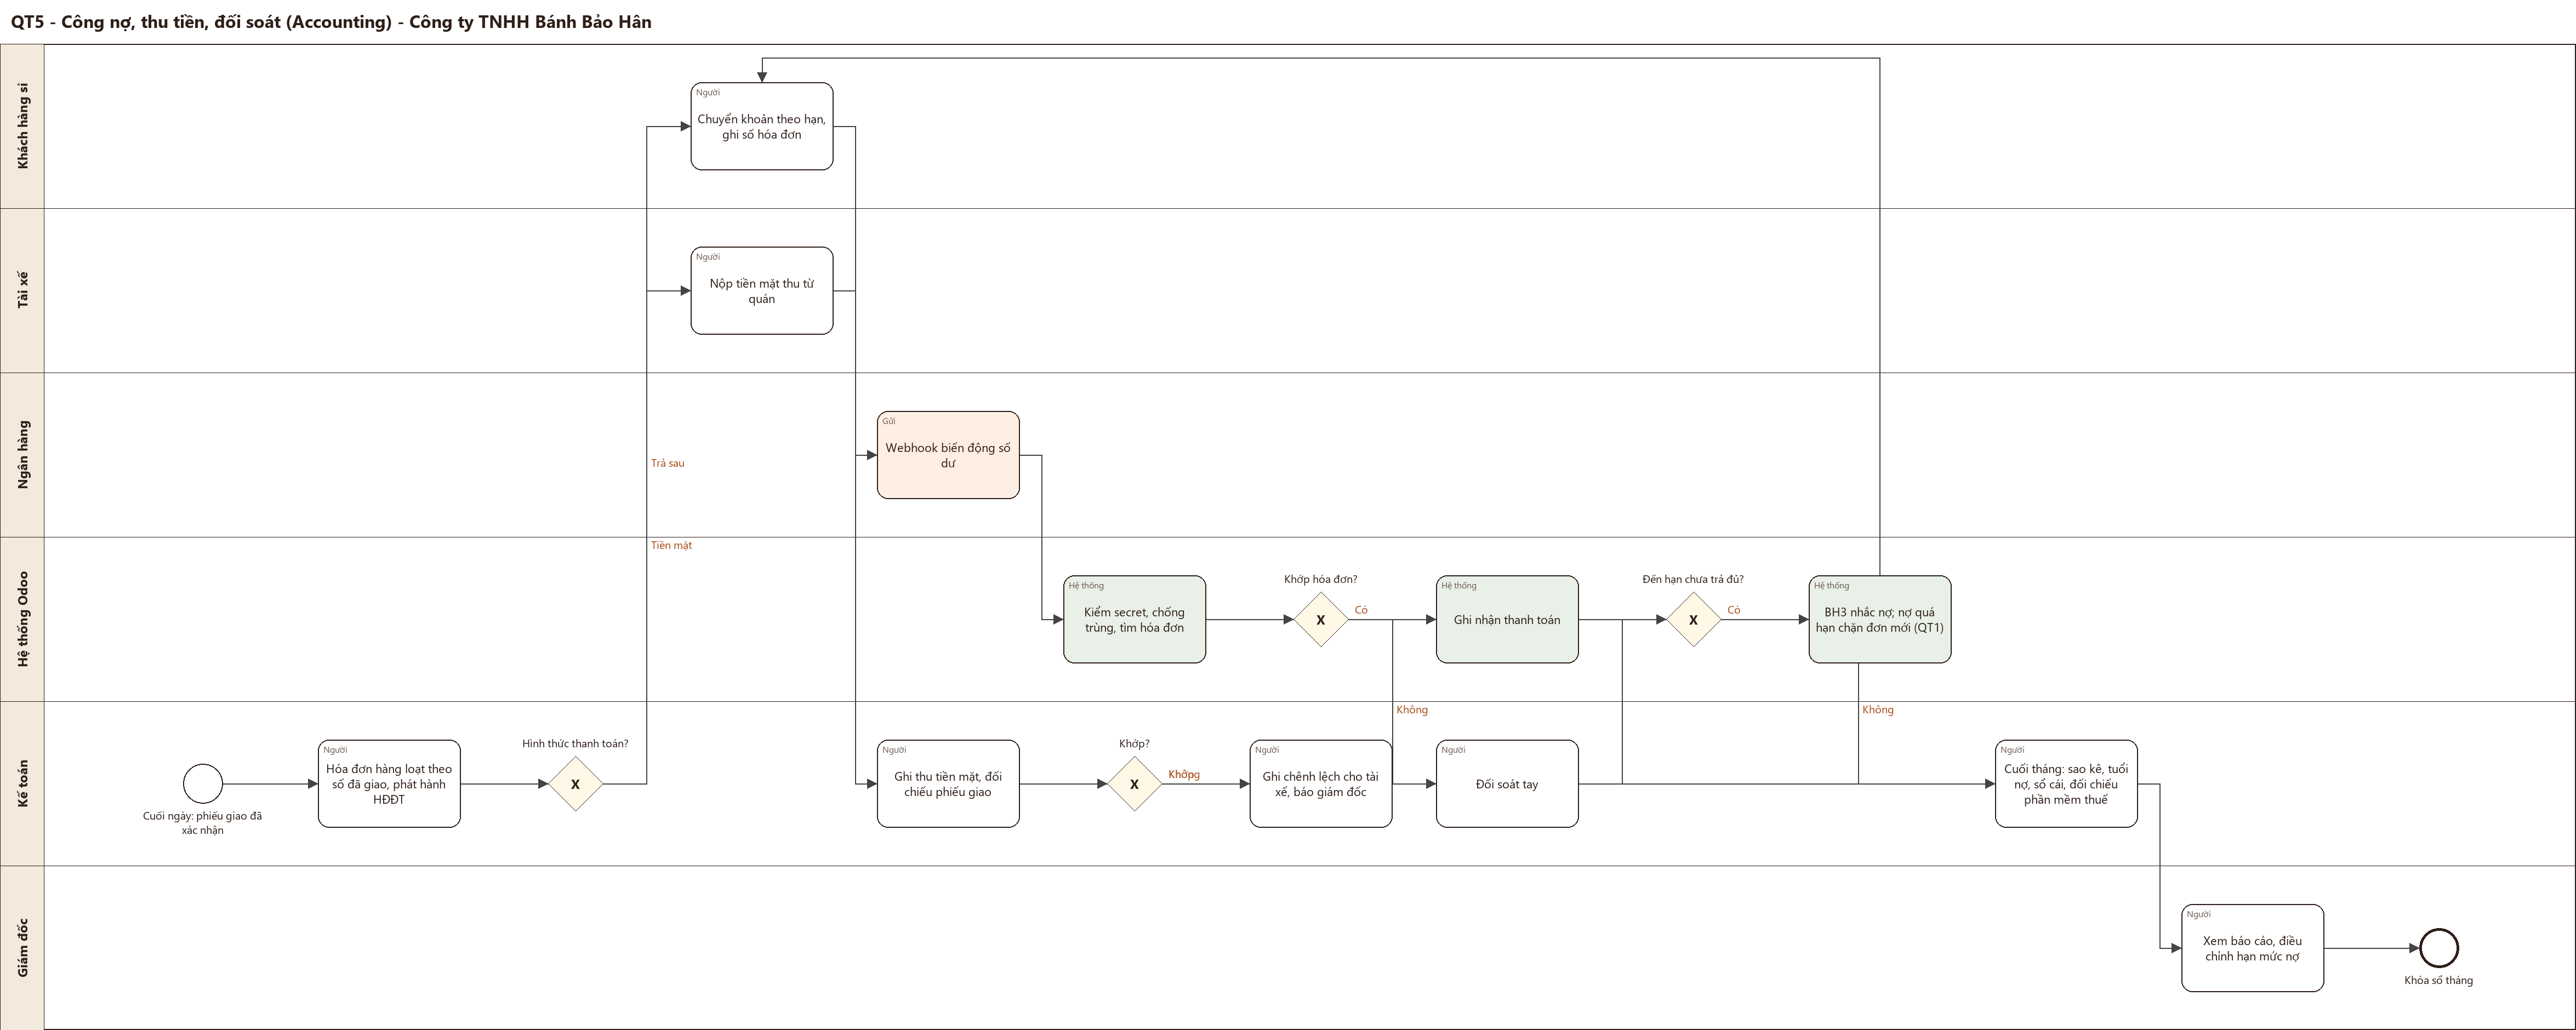 QT5 - Công nợ, thu tiền, đối soát (Accounting) - Công ty TNHH Bánh Bảo Hân
Khách hàng sỉ
Người
Chuyển khoản theo hạn,
ghi số hóa đơn
Tài xế
Người
Nộp tiền mặt thu từ
quán
Ngân hàng
Trả sau
Gửi
Webhook biến động số
dư
Hệ thống Odoo
Tiền mặt
Hệ thống
Kiểm secret, chống
trùng, tìm hóa đơn
Khớp hóa đơn?
X
Có
Hệ thống
Ghi nhận thanh toán
Đến hạn chưa trả đủ?
X
Có
Hệ thống
BH3 nhắc nợ; nợ quá
hạn chặn đơn mới (QT1)
Kế toán
Không
Không
Cuối ngày: phiếu giao đã
xác nhận
Người
Hóa đơn hàng loạt theo
số đã giao, phát hành
HĐĐT
Hình thức thanh toán?
X
Người
Ghi thu tiền mặt, đối
chiếu phiếu giao
Khớp?
X
Người
Ghi chênh lệch cho tài
xế, báo giám đốc
Người
Đối soát tay
Người
Cuối tháng: sao kê, tuổi
nợ, sổ cái, đối chiếu
phần mềm thuế
Giám đốc
Người
Xem báo cáo, điều
chỉnh hạn mức nợ
Khóa sổ tháng